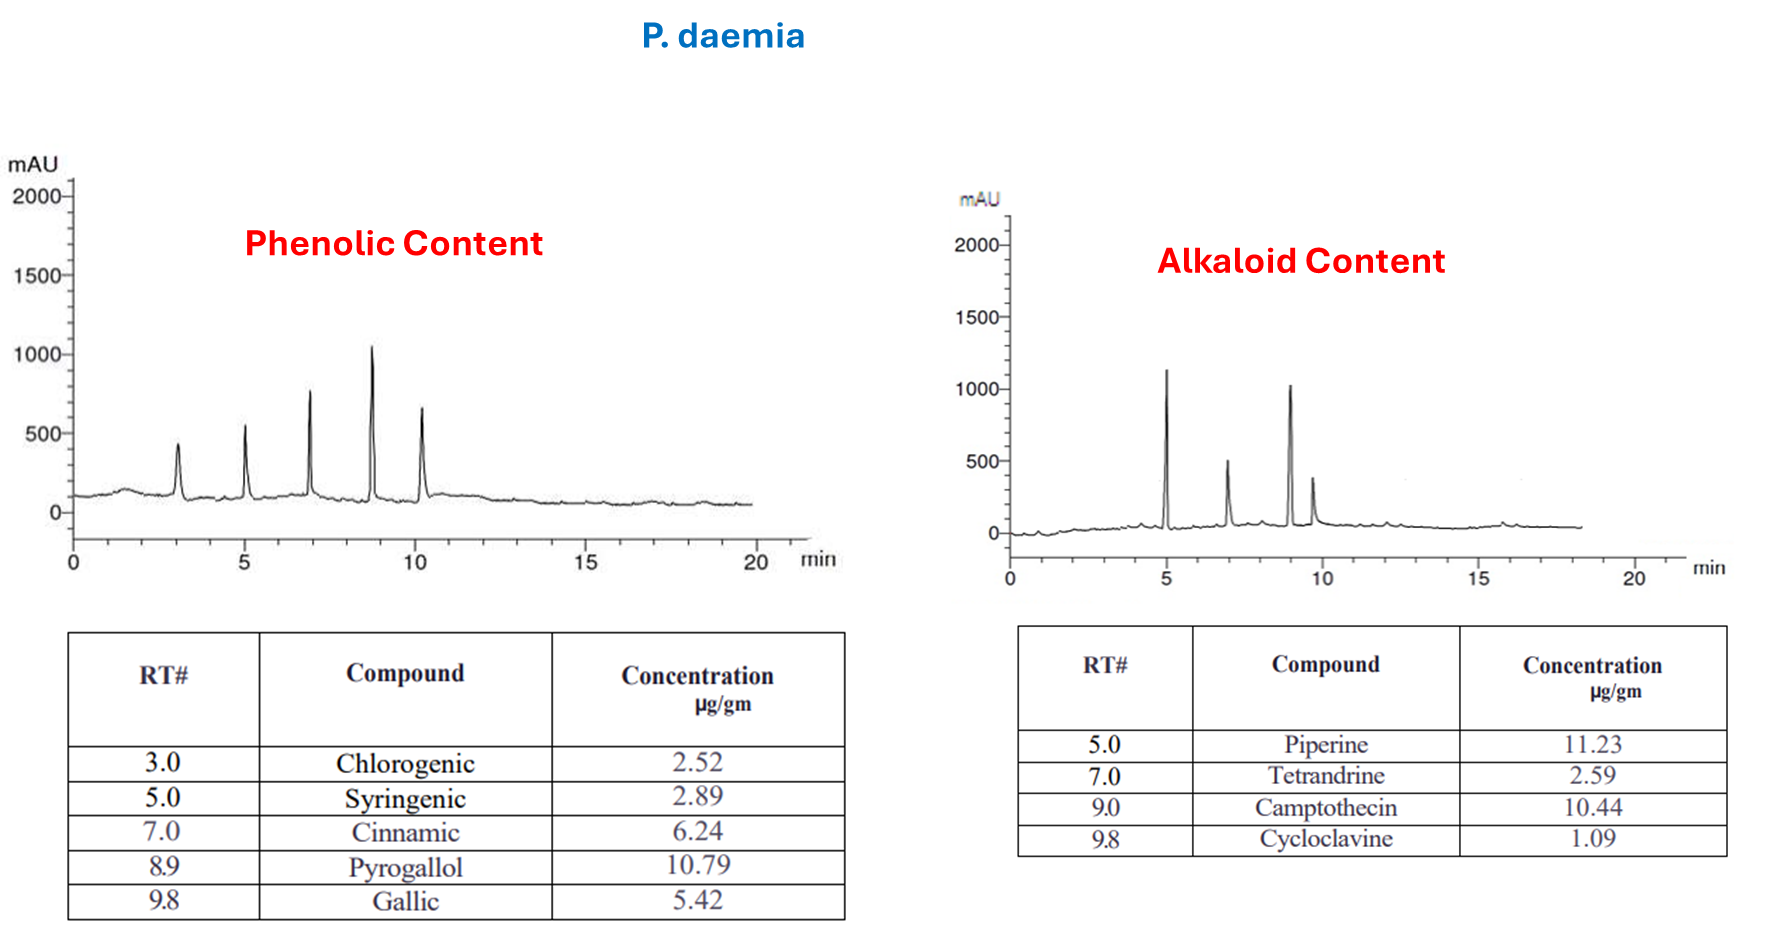 P. daemia
mAU
2000
Phenolic Content
1500
1000
500
0
0 5 10 15 20 min
RT# Compound Concentration
µg/gm
3.0 Chlorogenic 2.52
5.0 Syringenic 2.89
7.0 Cinnamic 6.24
8.9 Pyrogallol 10.79
9.8 Gallic 5.42
mAU
2000
Alkaloid Content
1500
1000
500
0
0 5 10 15 20 min
RT# Compound Concentration
µg/gm
5.0 Piperine 11.23
7.0 Tetrandrine 2.59
9.0 Camptothecin 10.44
9.8 Cycloclavine 1.09